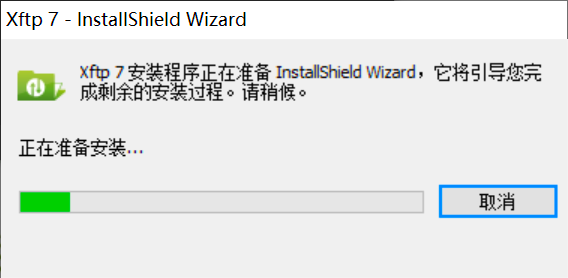 Xftp 7 - InstallShield Wizard
Xftp 7 安装程序正在准备 InstallShield Wizard，它将引导您完
成剩余的安装过程。请稍候。
正在准备安装...
取消